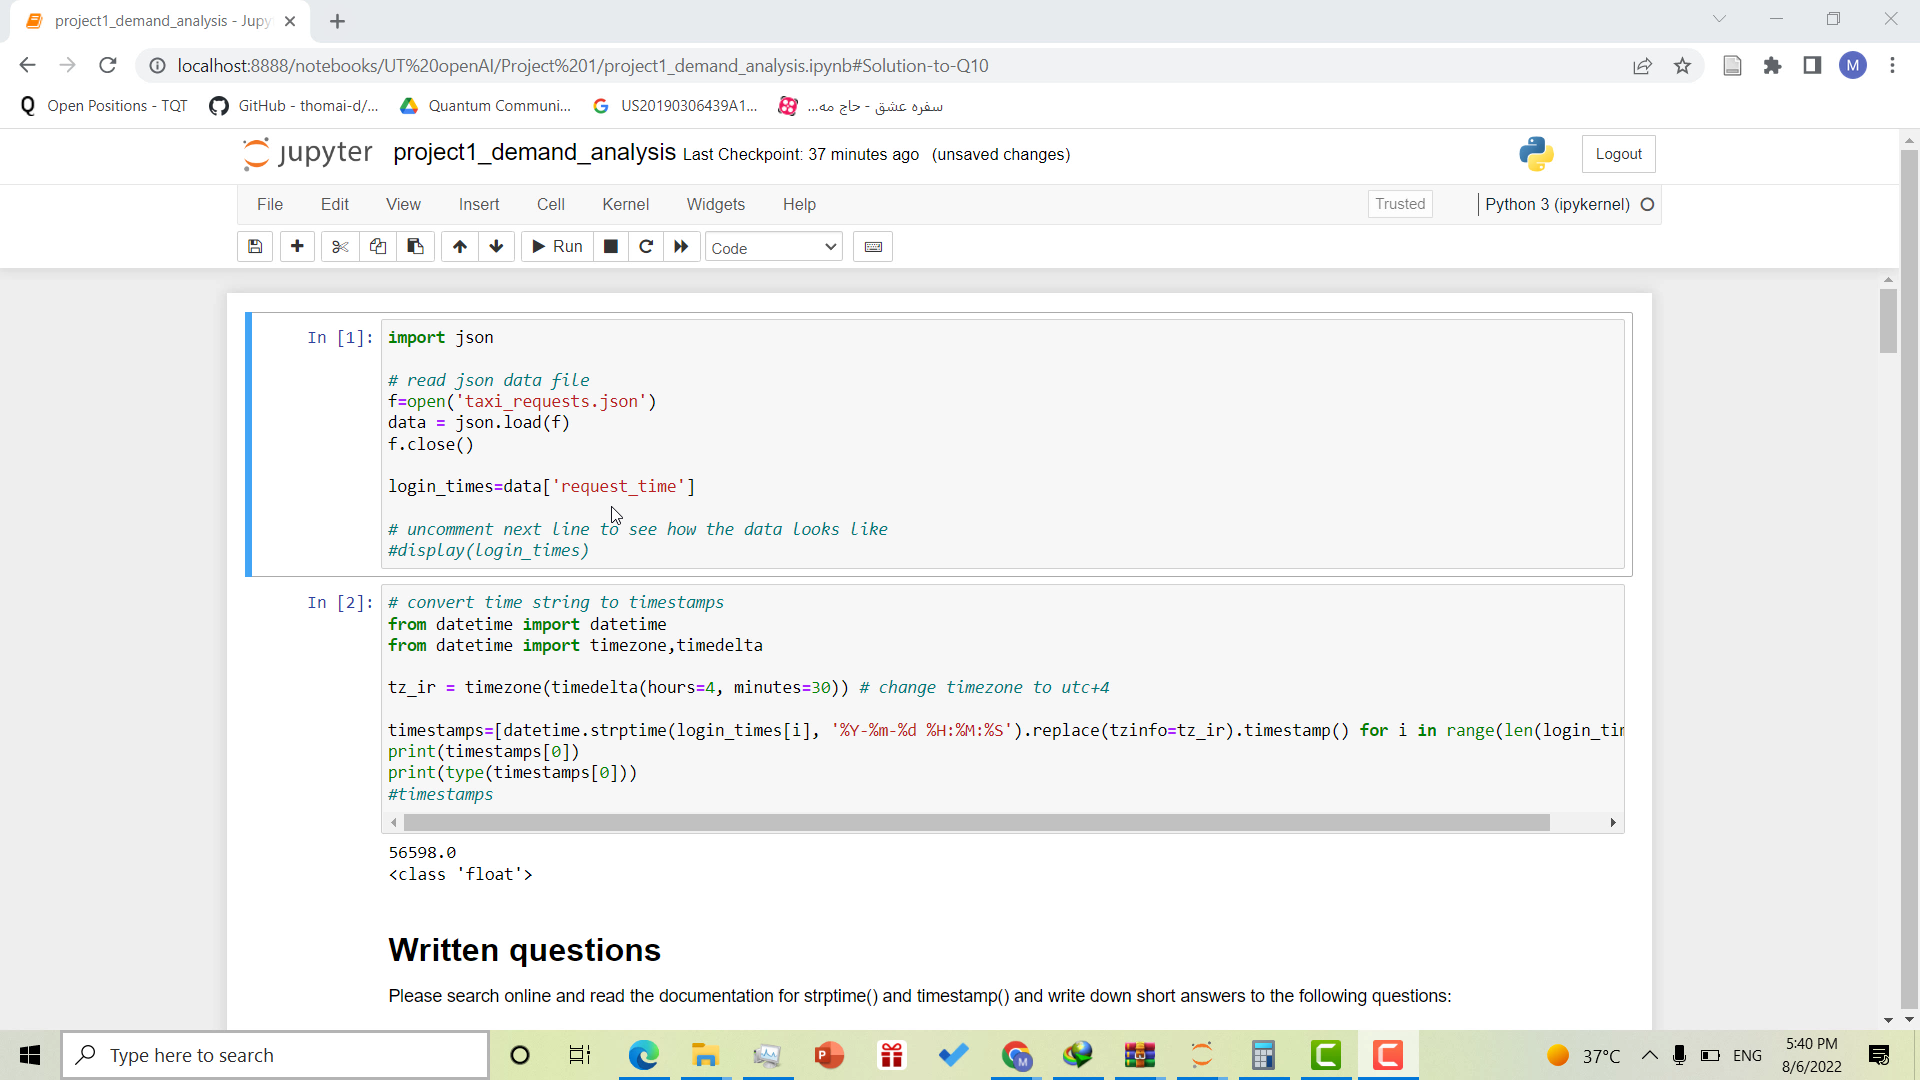 project1_demand_analysis - Jupy
localhost:8888/notebooks/UT%20openAI/Project%201/project1_demand_analysis.ipynb#Solution-to-Q10
M
Open Positions - TQT
GitHub - thomai-d/...
Quantum Communi...
US20190306439A1...
سفره عشق - حاج مه...
jupyter project1_demand_analysis Last Checkpoint: 37 minutes ago (unsaved changes)
Logout
File Edit View Insert Cell Kernel Widgets Help
Trusted
Python 3 (ipykernel)
Run
Code
In [1]:
import json
# read json data file
f=open('taxi_requests.json')
data = json.load(f)
f.close()
login_times=data['request_time']
# uncomment next line to see how the data looks like
#display(login_times)
In [2]:
# convert time string to timestamps
from datetime import datetime
from datetime import timezone,timedelta
tz_ir = timezone(timedelta(hours=4, minutes=30)) # change timezone to utc+4
timestamps=[datetime.strptime(login_times[i], '%Y-%m-%d %H:%M:%S').replace(tzinfo=tz_ir).timestamp() for i in range(len(login_tim
print(timestamps[0])
print(type(timestamps[0]))
#timestamps
56598.0
<class 'float'>
Written questions
Please search online and read the documentation for strptime() and timestamp() and write down short answers to the following questions:
Type here to search
37°C
ENG
5:40 PM
8/6/2022